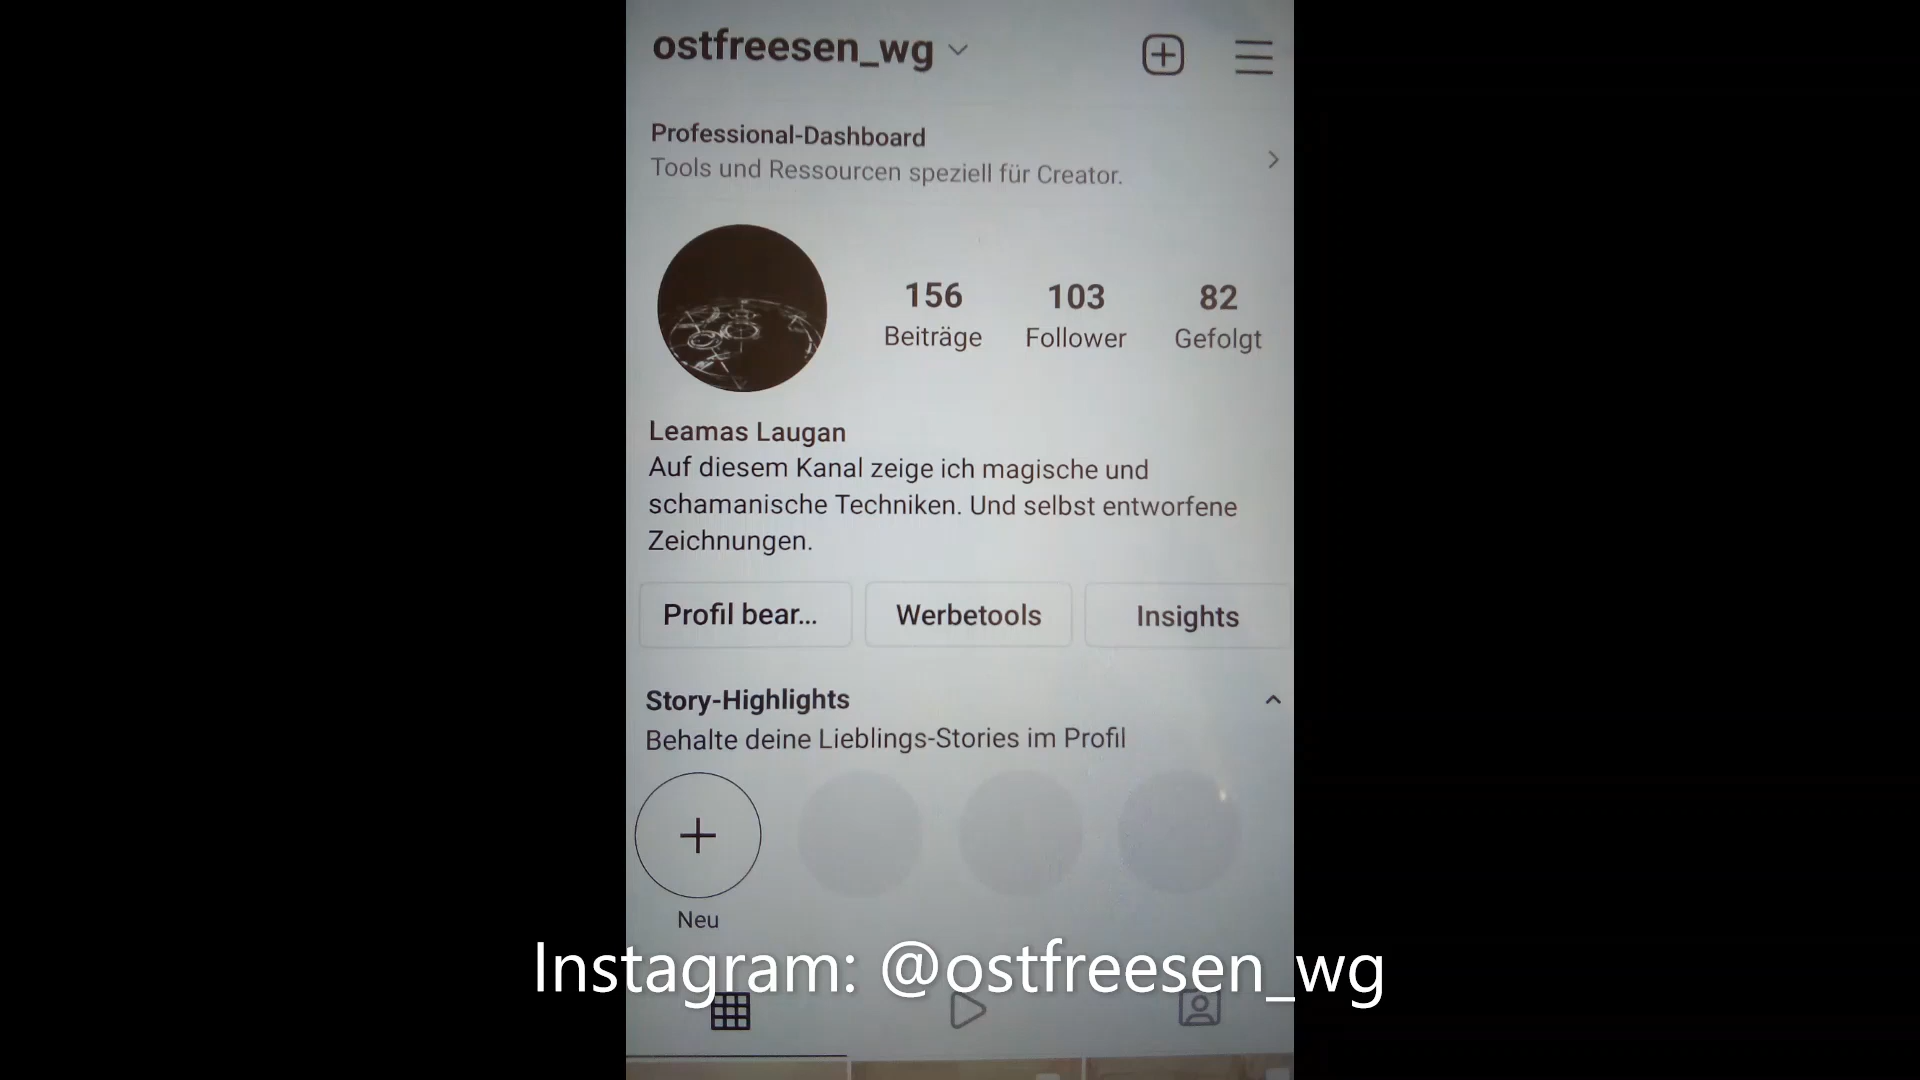 ostfreesen_wg
Professional-Dashboard
Tools und Ressourcen speziell für Creator.
156 103 82
Beiträge Follower Gefolgt
Leamas Laugan
Auf diesem Kanal zeige ich magische und
schamanische Techniken. Und selbst entworfene
Zeichnungen.
Profil bear... Werbetools Insights
Story-Highlights
Behalte deine Lieblings-Stories im Profil
Neu
Instagram: @ostfreesen_wg